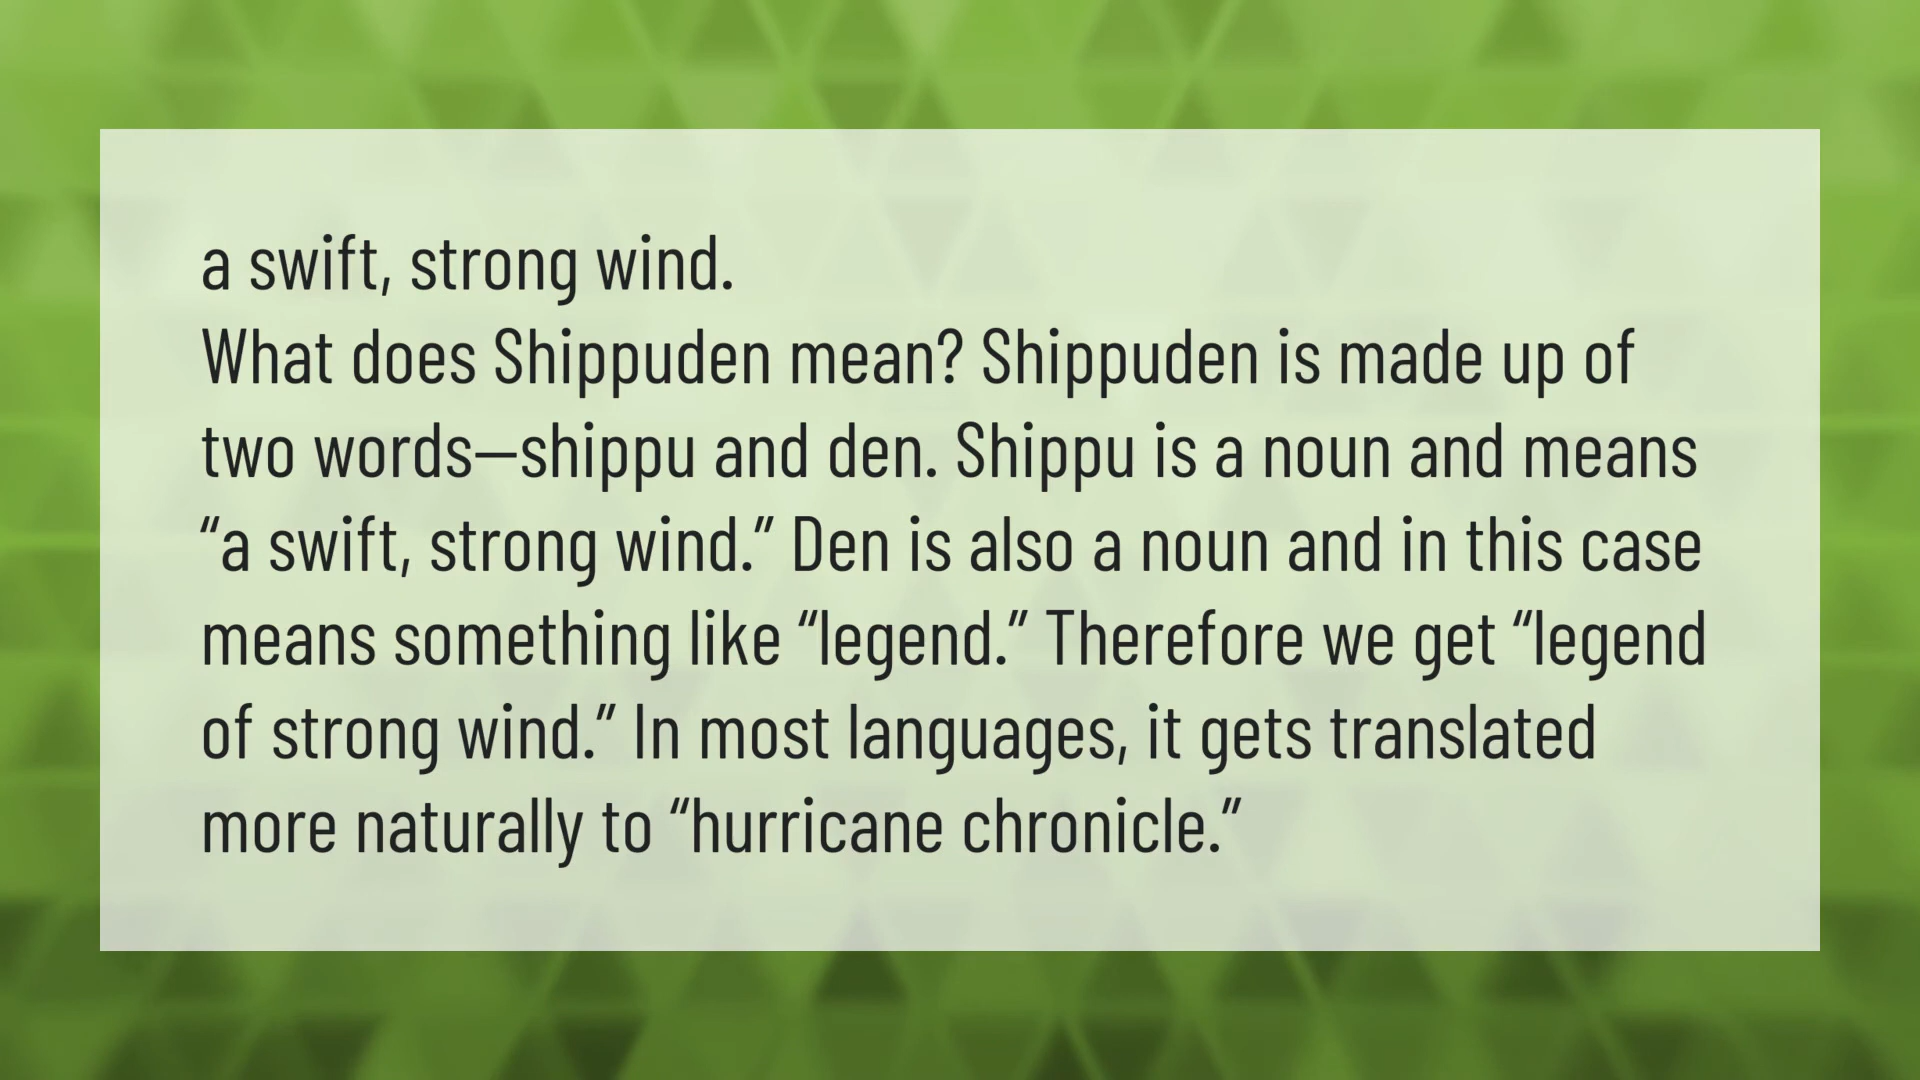 a swift, strong wind.
What does Shippuden mean? Shippuden is made up of
two words—shippu and den. Shippu is a noun and means
“a swift, strong wind.” Den is also a noun and in this case
means something like “legend.” Therefore we get “legend
of strong wind.” In most languages, it gets translated
more naturally to “hurricane chronicle.”